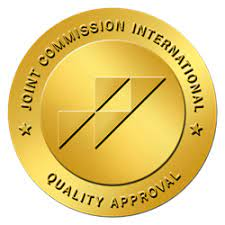 JOINT COMMISSION INTERNATIONAL
QUALITY APPROVAL